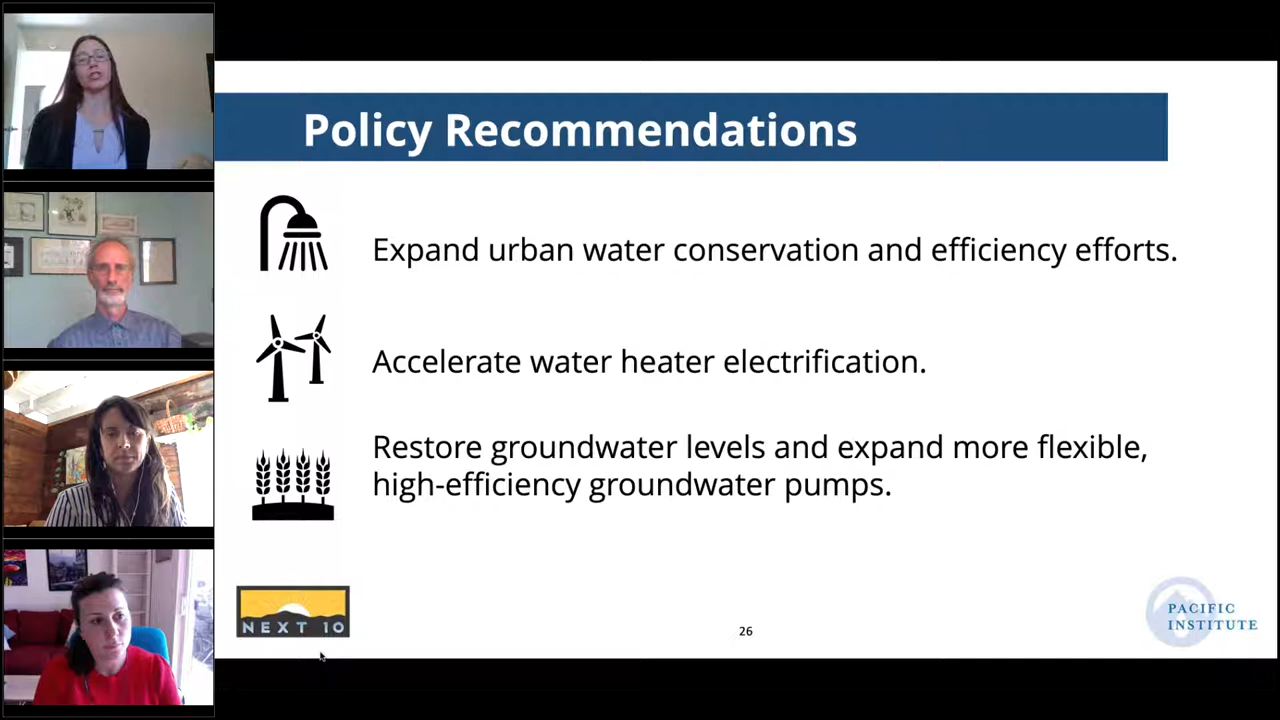 Policy Recommendations
Expand urban water conservation and efficiency efforts.
Accelerate water heater electrification.
Restore groundwater levels and expand more flexible,
high-efficiency groundwater pumps.
NEXT 10
26
PACIFIC
INSTITUTE